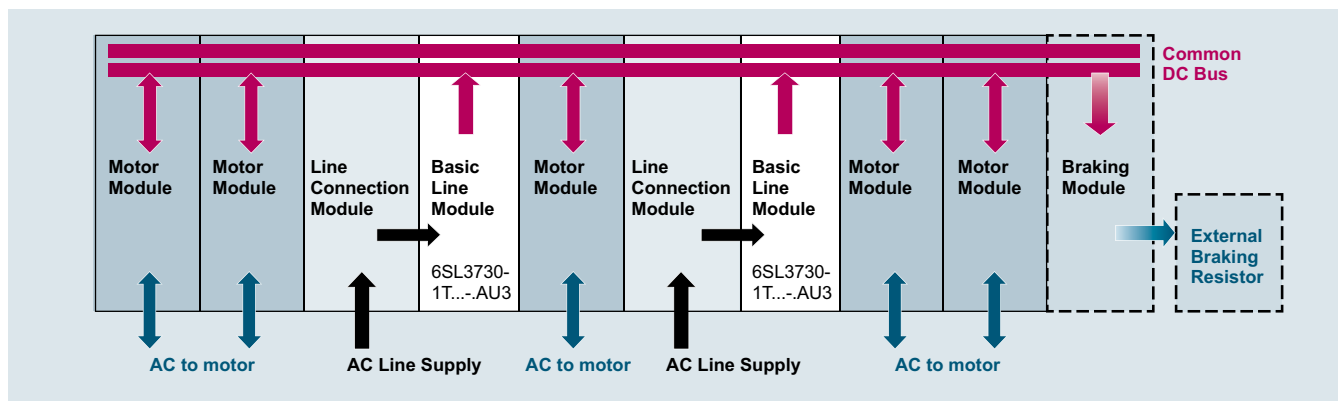 Common
DC Bus
Motor
Module
Motor
Module
Line
Connection
Module
Basic
Line
Module
Motor
Module
Line
Connection
Module
Basic
Line
Module
Motor
Module
Motor
Module
Braking
Module
6SL3730-
1T...-.AU3
6SL3730-
1T...-.AU3
External
Braking
Resistor
AC to motor
AC Line Supply
AC to motor
AC Line Supply
AC to motor